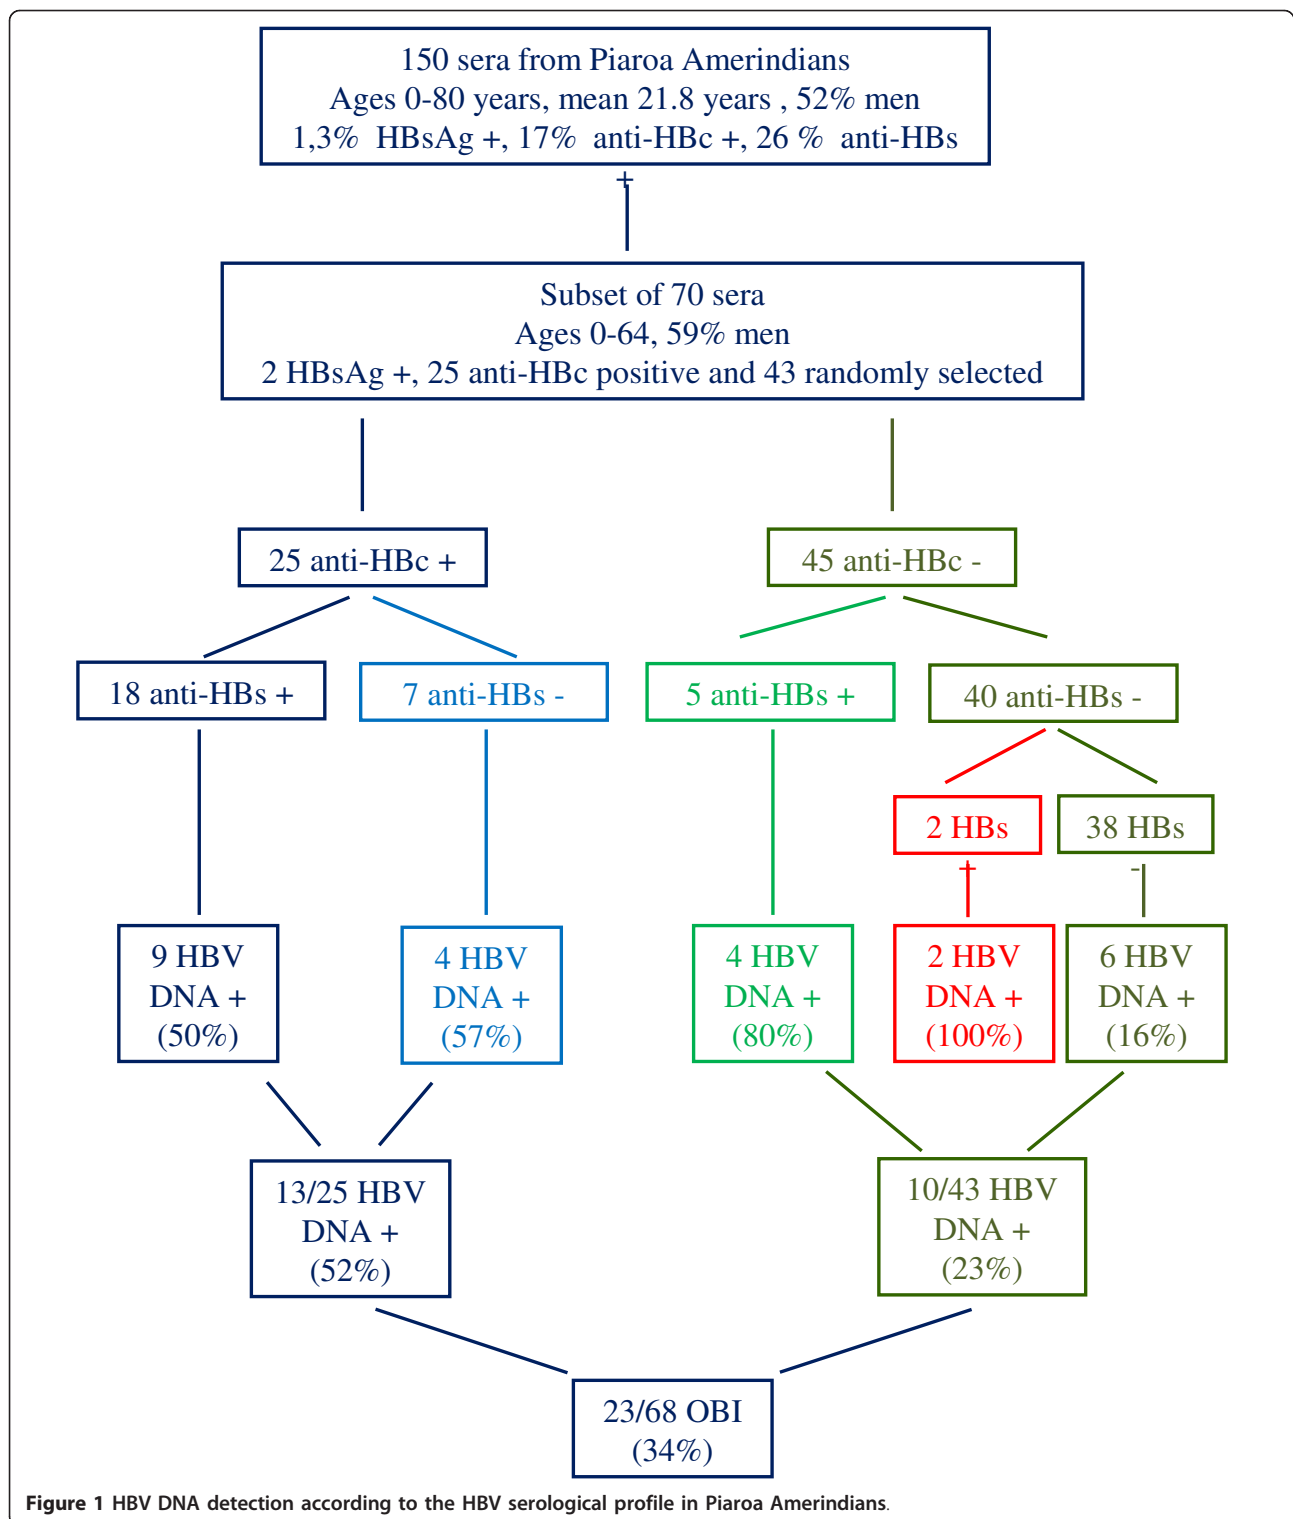 150 sera from Piaroa Amerindians
Ages 0-80 years, mean 21.8 years , 52% men
1,3% HBsAg +, 17% anti-HBc +, 26 % anti-HBs
+
Subset of 70 sera
Ages 0-64, 59% men
2 HBsAg +, 25 anti-HBc positive and 43 randomly selected
25 anti-HBc +
45 anti-HBc -
18 anti-HBs +
7 anti-HBs -
5 anti-HBs +
40 anti-HBs -
2 HBs
+
38 HBs
-
9 HBV
DNA +
(50%)
4 HBV
DNA +
(57%)
4 HBV
DNA +
(80%)
2 HBV
DNA +
(100%)
6 HBV
DNA +
(16%)
13/25 HBV
DNA +
(52%)
10/43 HBV
DNA +
(23%)
23/68 OBI
(34%)
Figure 1 HBV DNA detection according to the HBV serological profile in Piaroa Amerindians.